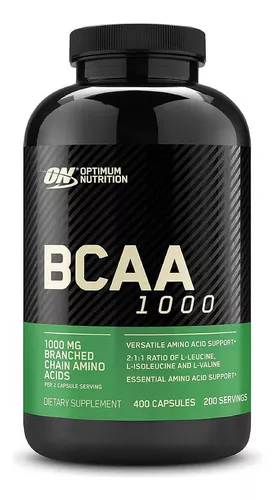 ON OPTIMUM
NUTRITION
BCAA
1000
1000 MG
BRANCHED
CHAIN AMINO
ACIDS
PER 2 CAPSULE SERVING
DIETARY SUPPLEMENT
VERSATILE AMINO ACID SUPPORT+
2:1:1 RATIO OF L-LEUCINE,
L-ISOLEUCINE AND L-VALINE
ESSENTIAL AMINO ACID SUPPORT+
400 CAPSULES 200 SERVINGS